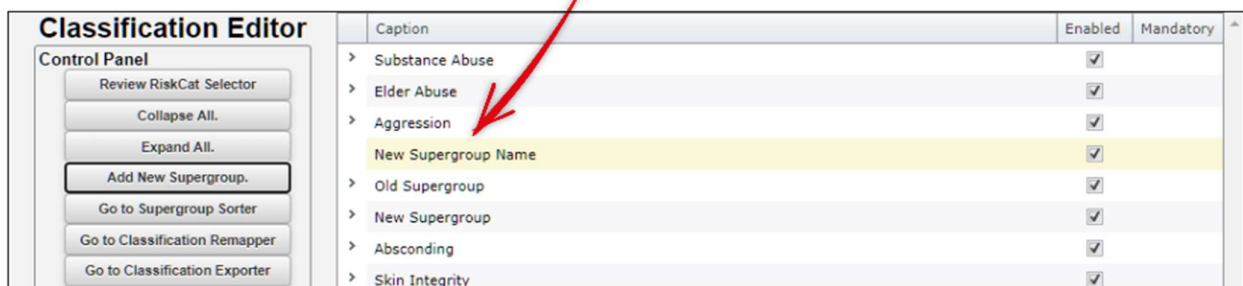 Classification Editor
Control Panel
Review RiskCat Selector
Collapse All.
Expand All.
Add New Supergroup.
Go to Supergroup Sorter
Go to Classification Remapper
Go to Classification Exporter
Caption Enabled Mandatory
Substance Abuse
Elder Abuse
Aggression
New Supergroup Name
Old Supergroup
New Supergroup
Absconding
Skin Integrity